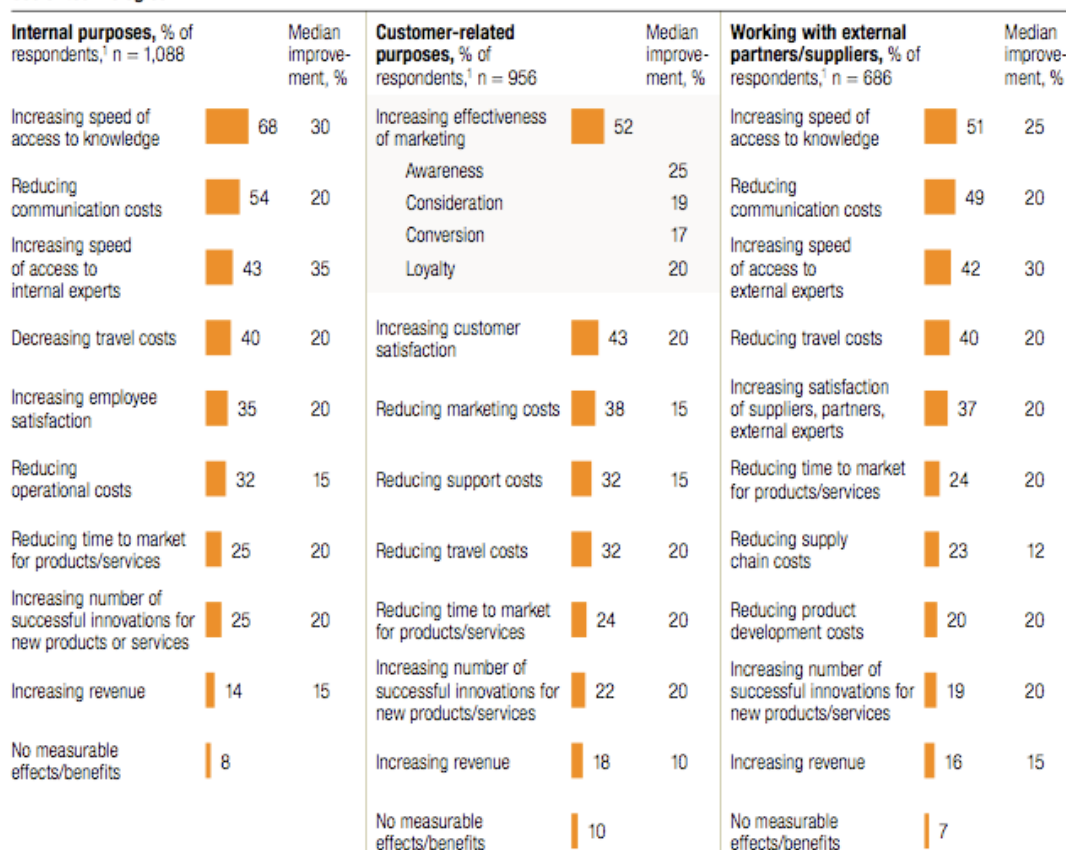 Internal purposes, % of
respondents,¹ n = 1,088
Median
improve-
ment, %
Increasing speed of
access to knowledge
68 30
Reducing
communication costs
54 20
Increasing speed
of access to
internal experts
43 35
Decreasing travel costs 40 20
Increasing employee
satisfaction
35 20
Reducing
operational costs
32 15
Reducing time to market
for products/services
25 20
Increasing number of
successful innovations for
new products or services
25 20
Increasing revenue 14 15
No measurable
effects/benefits
8
Customer-related
purposes, % of
respondents,¹ n = 956
Median
improve-
ment, %
Increasing effectiveness
of marketing
52
Awareness 25
Consideration 19
Conversion 17
Loyalty 20
Increasing customer
satisfaction
43 20
Reducing marketing costs 38 15
Reducing support costs 32 15
Reducing travel costs 32 20
Reducing time to market
for products/services
24 20
Increasing number of
successful innovations for
new products/services
22 20
Increasing revenue 18 10
No measurable
effects/benefits
10
Working with external
partners/suppliers, % of
respondents,¹ n = 686
Median
improve-
ment, %
Increasing speed of
access to knowledge
51 25
Reducing
communication costs
49 20
Increasing speed
of access to
external experts
42 30
Reducing travel costs 40 20
Increasing satisfaction
of suppliers, partners,
external experts
37 20
Reducing time to market
for products/services
24 20
Reducing supply
chain costs
23 12
Reducing product
development costs
20 20
Increasing number of
successful innovations for
new products/services
19 20
Increasing revenue 16 15
No measurable
effects/benefits
7